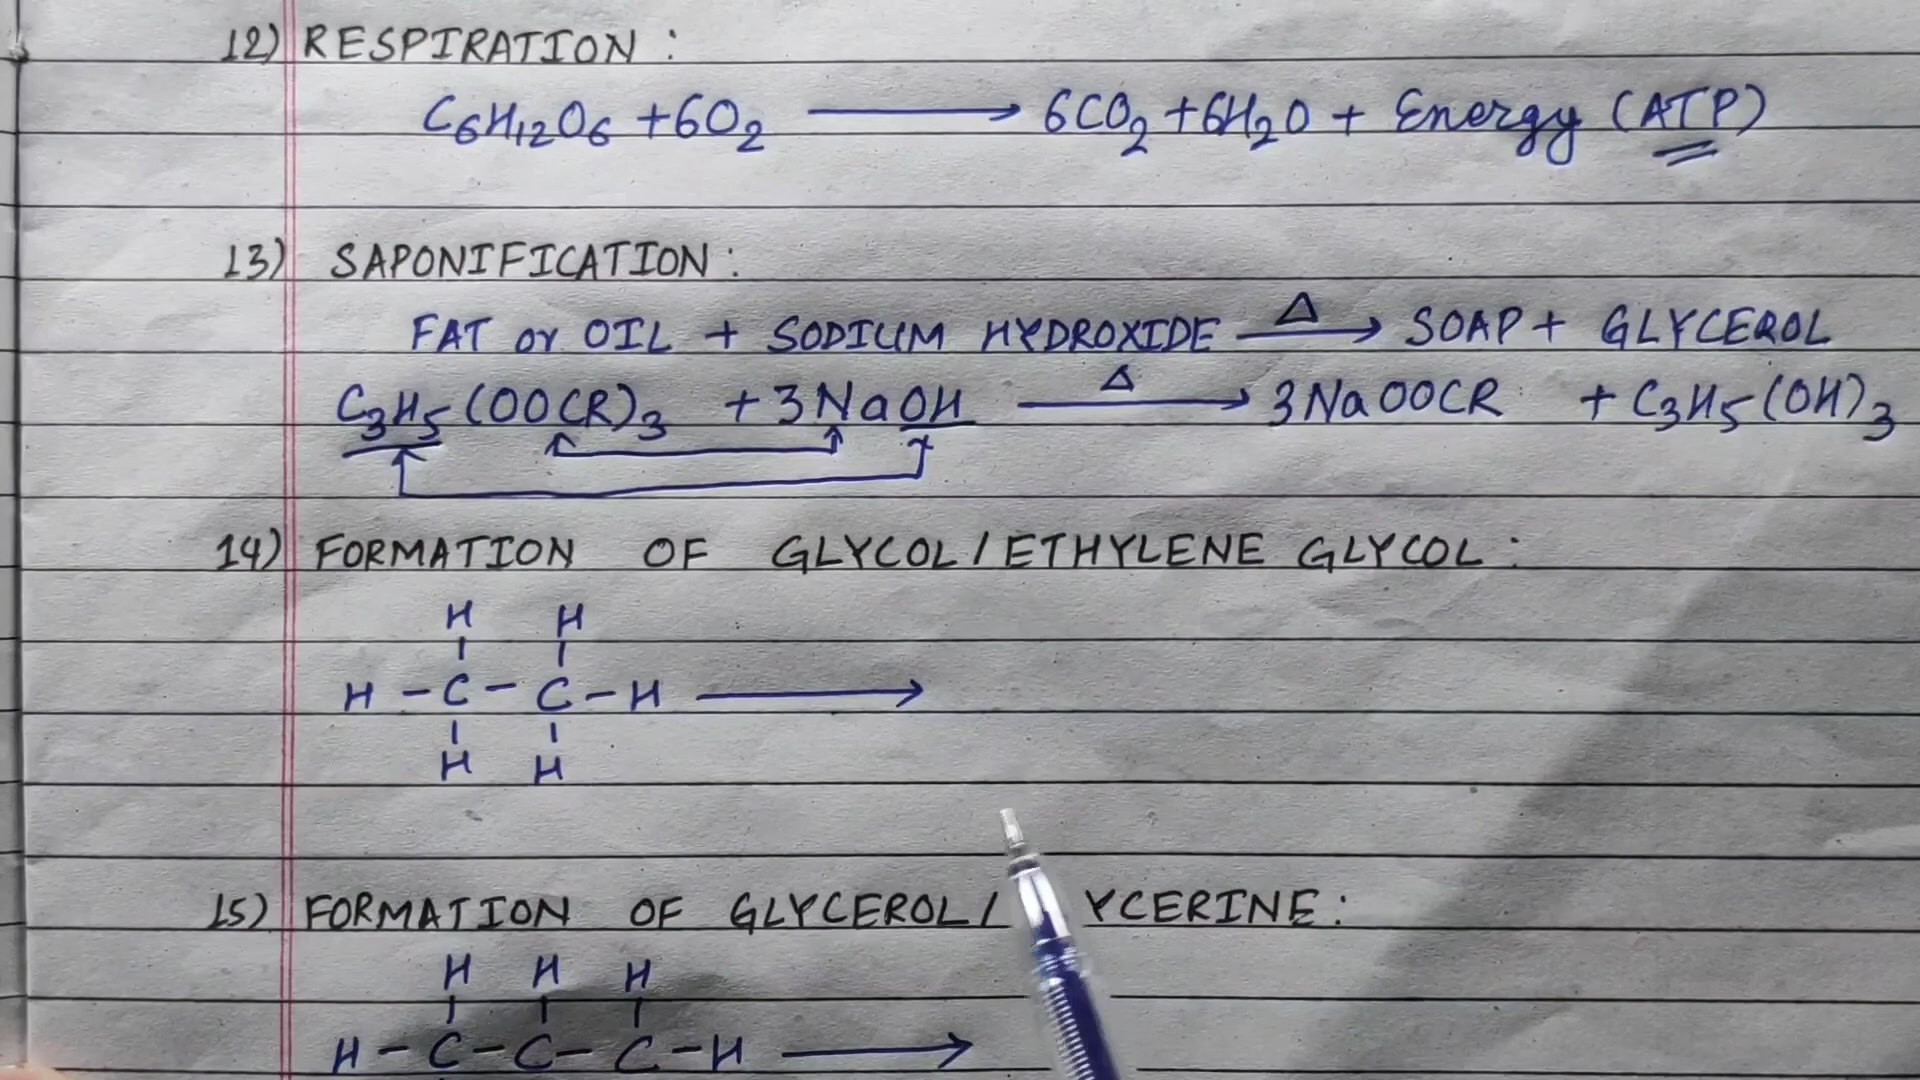 12) RESPIRATION :
C₆H₁₂O₆ + 6O₂ ⟶ 6CO₂ + 6H₂O + Energy (ATP)
13) SAPONIFICATION :
FAT or OIL + SODIUM HYDROXIDE —Δ→ SOAP + GLYCEROL
C₃H₅(OOCR)₃ + 3NaOH —Δ→ 3NaOOCR + C₃H₅(OH)₃
14) FORMATION OF GLYCOL/ETHYLENE GLYCOL :
H H
H – C – C – H ⟶
H H
15) FORMATION OF GLYCEROL/ YCERINE :
H H H
H – C – C – C – H ⟶